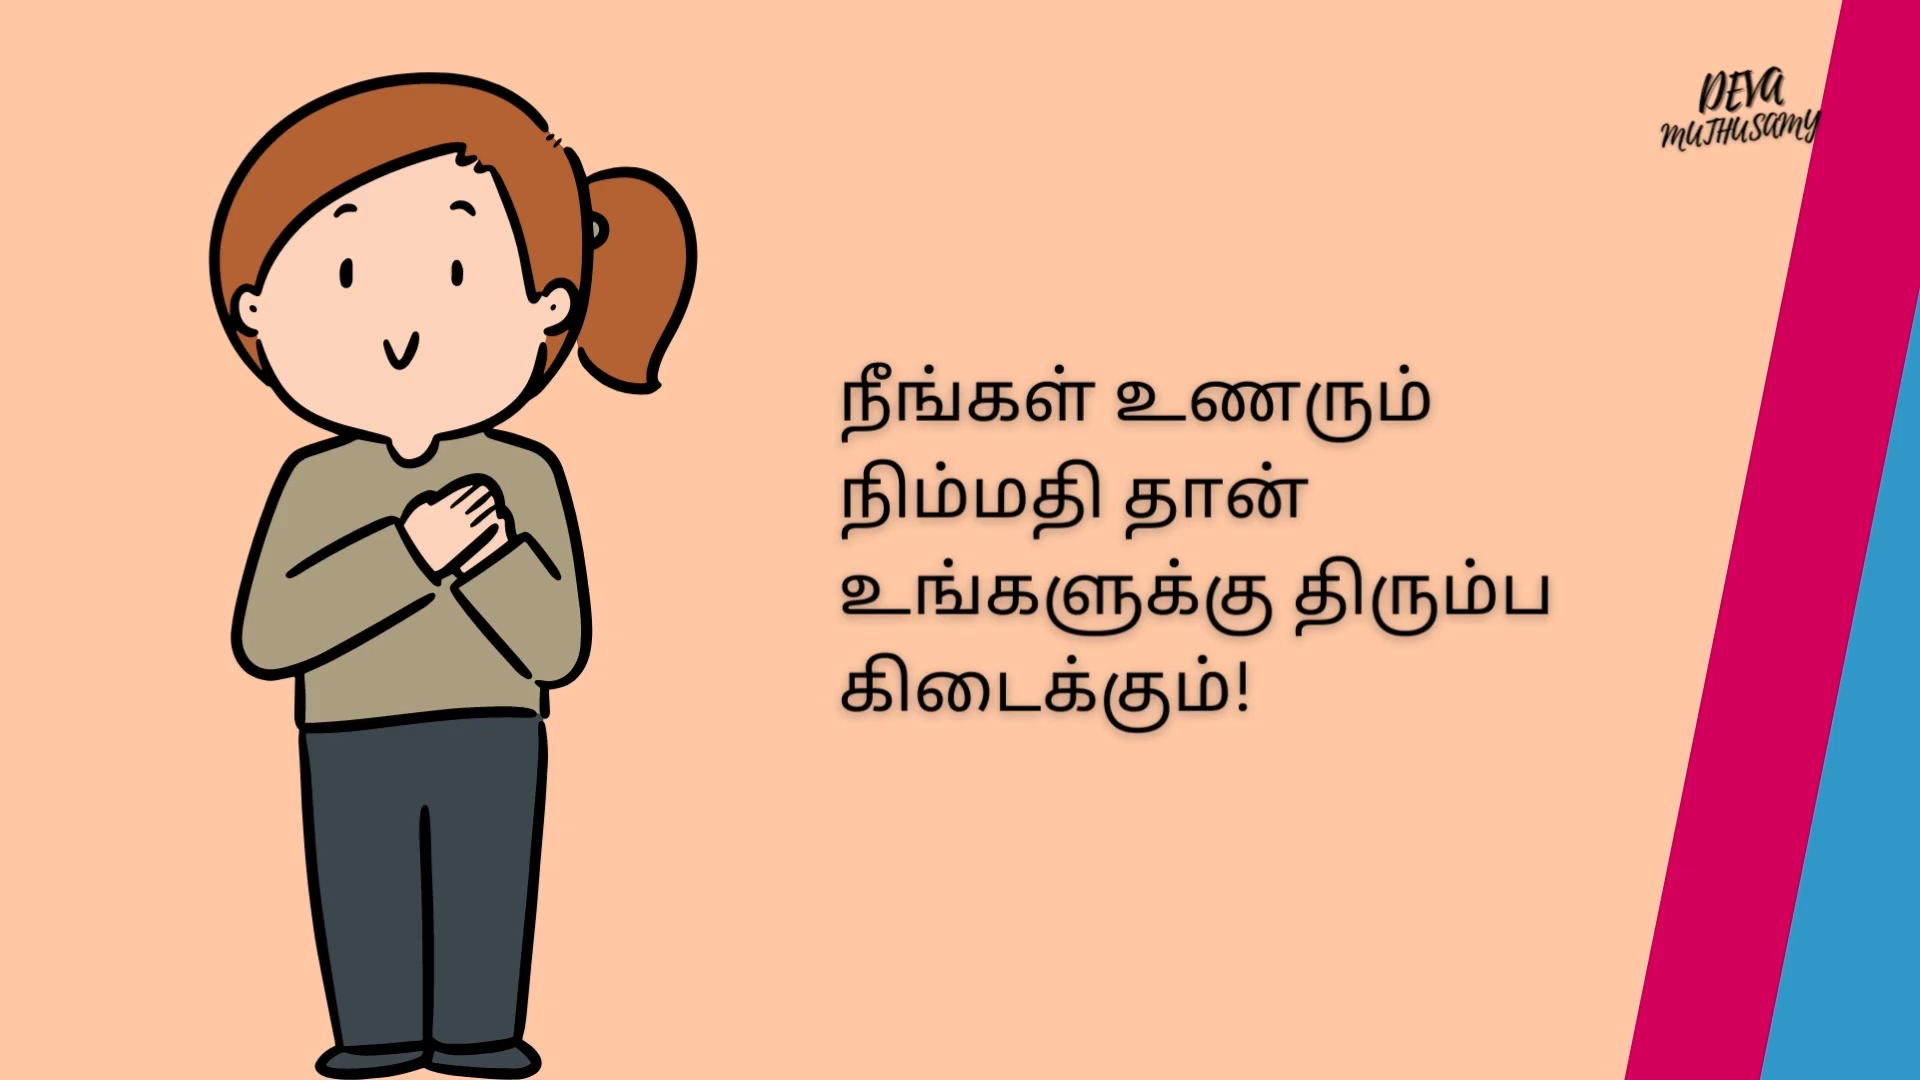 DEVA
MUTHUSAMY
நீங்கள் உணரும்
நிம்மதி தான்
உங்களுக்கு திரும்ப
கிடைக்கும்!